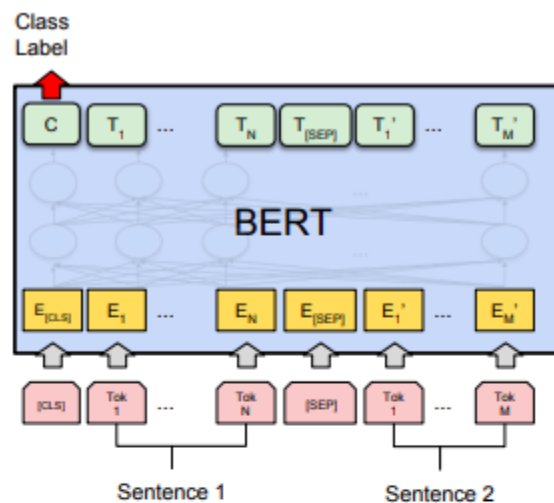 Class
Label
C T1 ... TN T[SEP] T1' ... TM'
...
BERT
...
E[CLS] E1 ... EN E[SEP] E1' ... EM'
[CLS] Tok 1 ... Tok N [SEP] Tok 1 ... Tok M
Sentence 1 Sentence 2